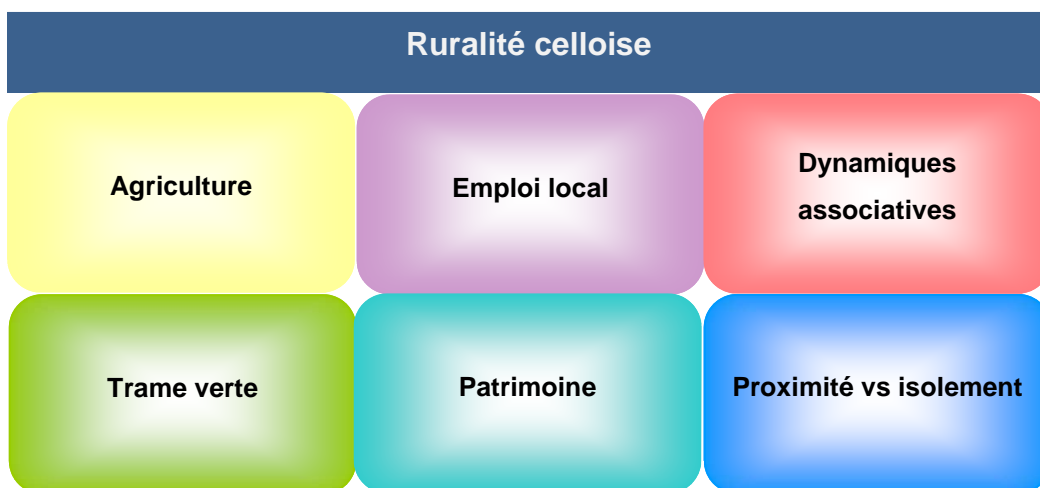 Ruralité celloise
Agriculture
Emploi local
Dynamiques
associatives
Trame verte
Patrimoine
Proximité vs isolement